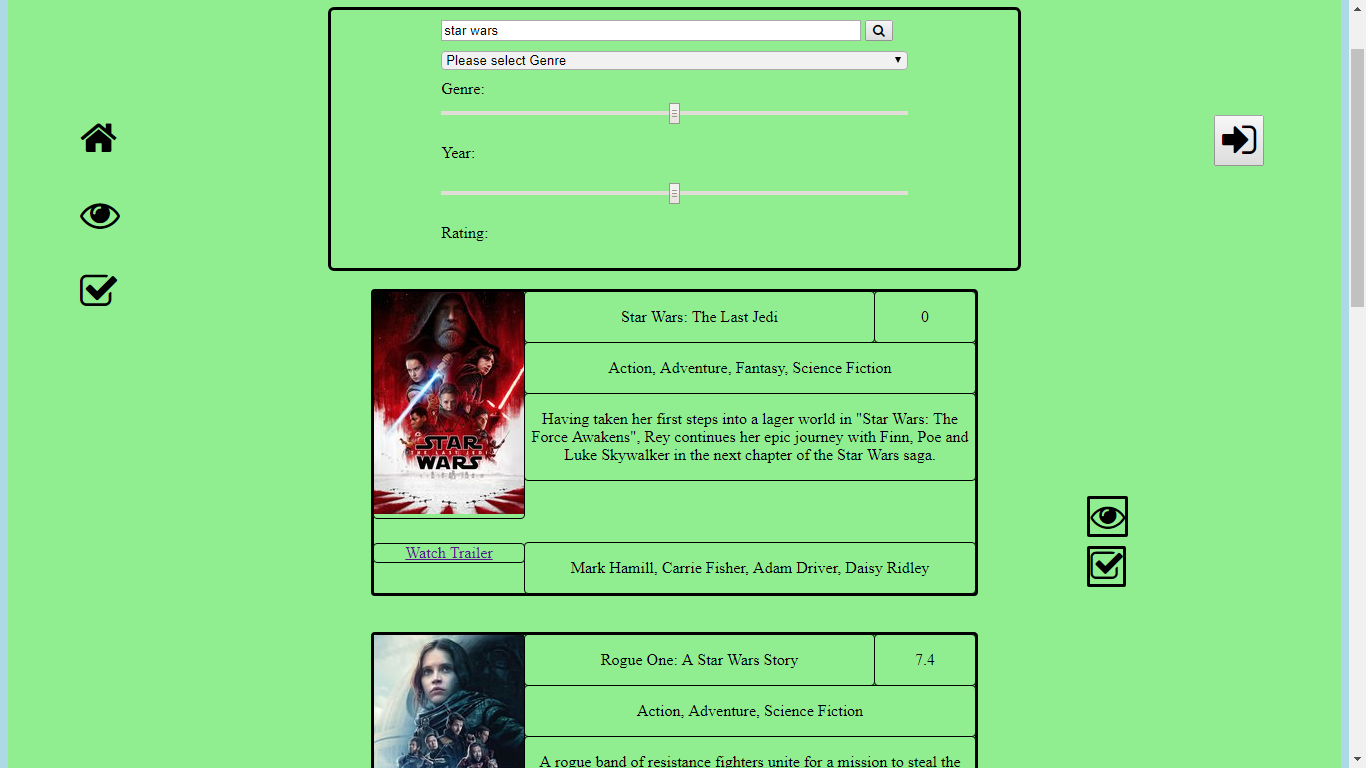 star wars
Please select Genre
Genre:
Year:
Rating:
Star Wars: The Last Jedi
0
Action, Adventure, Fantasy, Science Fiction
Having taken her first steps into a lager world in "Star Wars: The
Force Awakens", Rey continues her epic journey with Finn, Poe and
Luke Skywalker in the next chapter of the Star Wars saga.
STAR
THE LAST JEDI
WARS
Watch Trailer
Mark Hamill, Carrie Fisher, Adam Driver, Daisy Ridley
Rogue One: A Star Wars Story
7.4
Action, Adventure, Science Fiction
A rogue band of resistance fighters unite for a mission to steal the